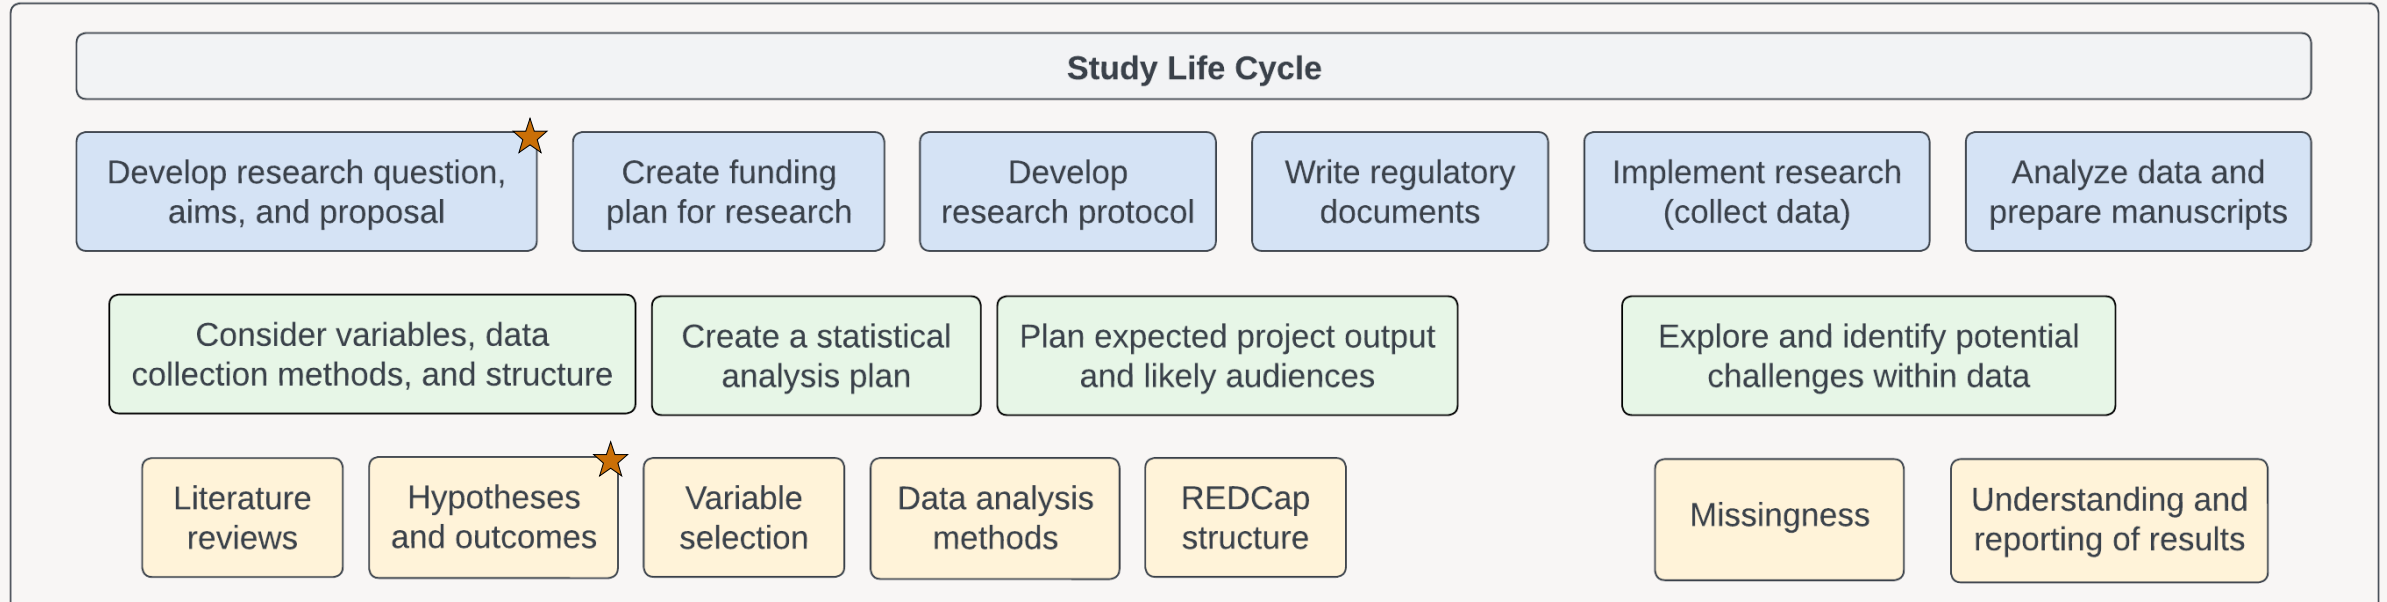 Study Life Cycle
Develop research question,
aims, and proposal
Create funding
plan for research
Develop
research protocol
Write regulatory
documents
Implement research
(collect data)
Analyze data and
prepare manuscripts
Consider variables, data
collection methods, and structure
Create a statistical
analysis plan
Plan expected project output
and likely audiences
Explore and identify potential
challenges within data
Literature
reviews
Hypotheses
and outcomes
Variable
selection
Data analysis
methods
REDCap
structure
Missingness
Understanding and
reporting of results